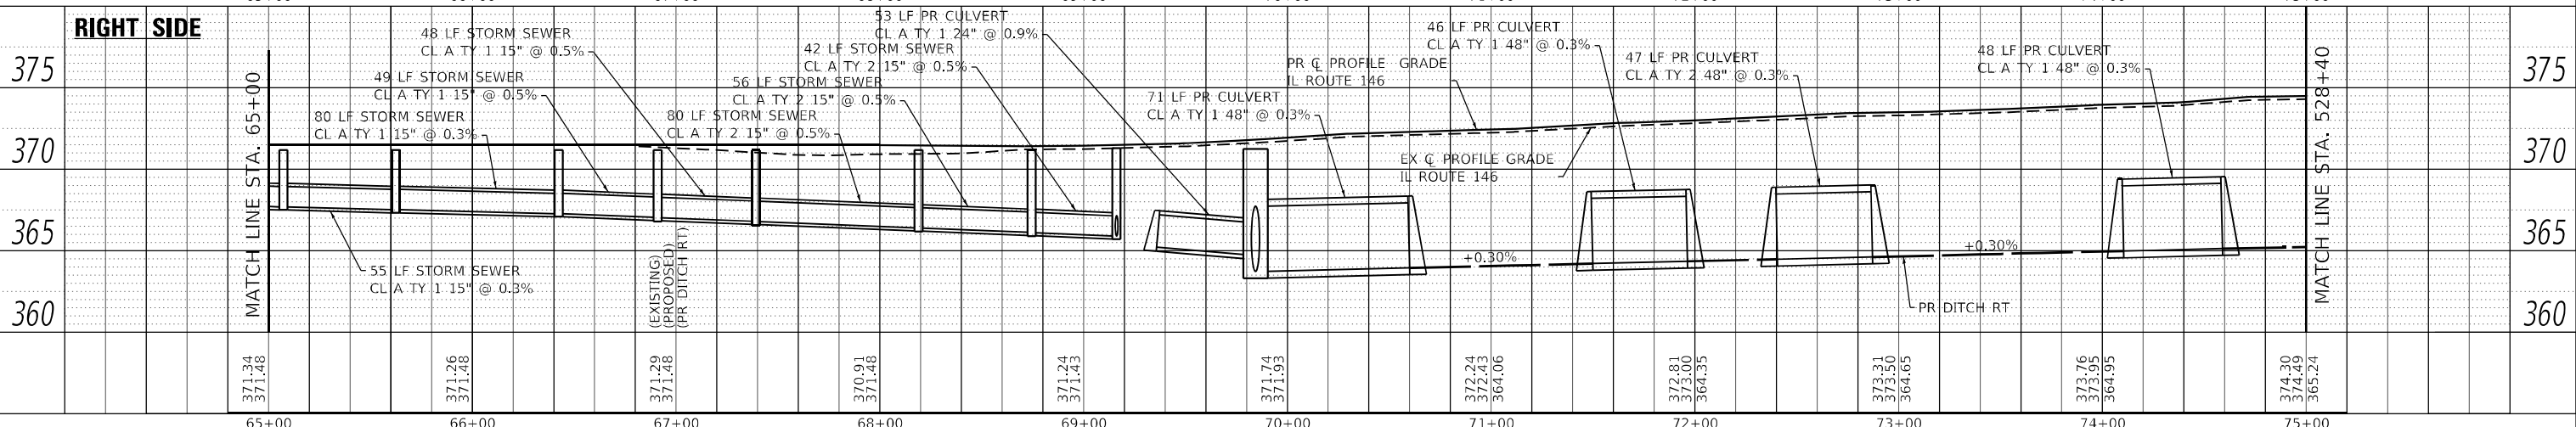 RIGHT SIDE
53 LF PR CULVERT
CL A TY 1 24" @ 0.9%
48 LF STORM SEWER
CL A TY 1 15" @ 0.5%
42 LF STORM SEWER
CL A TY 2 15" @ 0.5%
46 LF PR CULVERT
CL A TY 1 48" @ 0.3%
47 LF PR CULVERT
CL A TY 2 48" @ 0.3%
48 LF PR CULVERT
CL A TY 1 48" @ 0.3%
PR ℄ PROFILE GRADE
IL ROUTE 146
49 LF STORM SEWER
CL A TY 1 15" @ 0.5%
56 LF STORM SEWER
CL A TY 2 15" @ 0.5%
71 LF PR CULVERT
CL A TY 1 48" @ 0.3%
80 LF STORM SEWER
CL A TY 1 15" @ 0.3%
80 LF STORM SEWER
CL A TY 2 15" @ 0.5%
EX ℄ PROFILE GRADE
IL ROUTE 146
55 LF STORM SEWER
CL A TY 1 15" @ 0.3%
+0.30%
+0.30%
PR DITCH RT
375
370
365
360
375
370
365
360
MATCH LINE STA. 65+00
MATCH LINE STA. 528+40
(EXISTING)
(PROPOSED)
(PR DITCH RT)
371.34
371.48
371.26
371.48
371.29
371.48
370.91
371.48
371.24
371.43
371.74
371.93
372.24
372.43
364.06
372.81
373.00
364.35
373.31
373.50
364.65
373.76
373.95
364.95
374.30
374.49
365.24
65+00
66+00
67+00
68+00
69+00
70+00
71+00
72+00
73+00
74+00
75+00